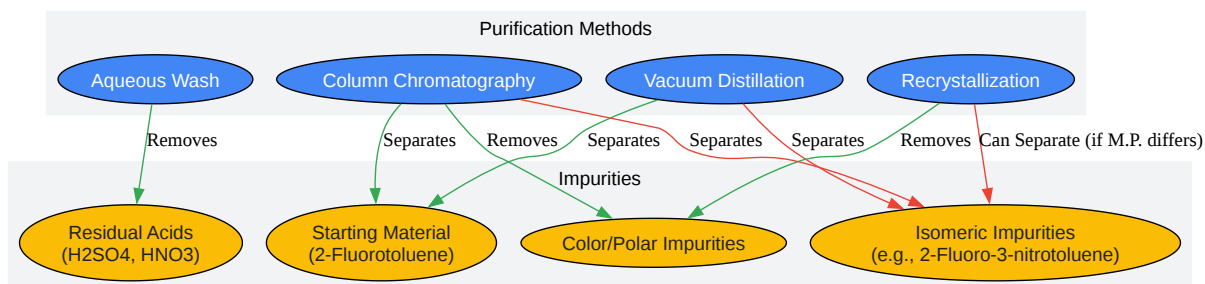 Purification Methods
Aqueous Wash
Column Chromatography
Vacuum Distillation
Recrystallization
Removes
Separates
Removes
Separates
Separates
Separates
Removes
Can Separate (if M.P. differs)
Impurities
Residual Acids
(H2SO4, HNO3)
Starting Material
(2-Fluorotoluene)
Color/Polar Impurities
Isomeric Impurities
(e.g., 2-Fluoro-3-nitrotoluene)